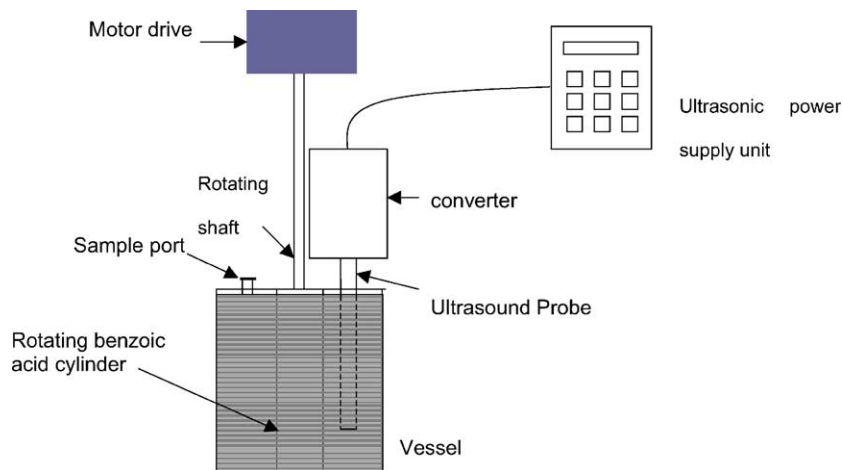 Motor drive
Ultrasonic power
supply unit
Rotating
shaft
converter
Sample port
Ultrasound Probe
Rotating benzoic
acid cylinder
Vessel